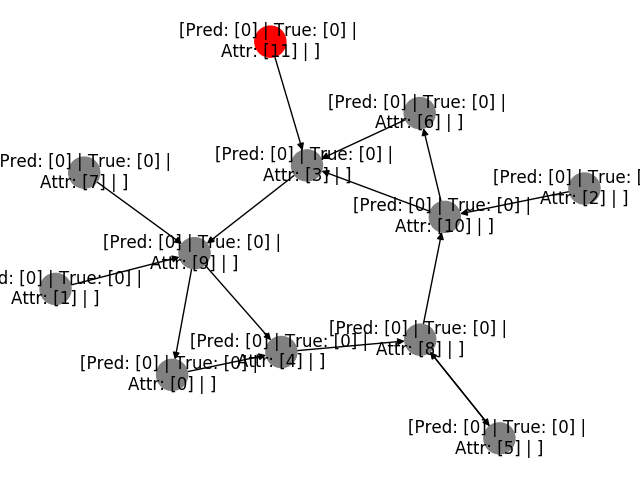 [Pred: [0] | True: [0] |
Attr: [11] | ]
[Pred: [0] | True: [0] |
Attr: [6] | ]
[Pred: [0] | True: [0] |
Attr: [3] | ]
Pred: [0] | True: [0] |
Attr: [7] | ]
[Pred: [0] | True: [
Attr: [2] | ]
[Pred: [0] | True: [0] |
Attr: [10] | ]
[Pred: [0] | True: [0] |
Attr: [9] | ]
d: [0] | True: [0] |
Attr: [1] | ]
[Pred: [0] | True: [0] |
Attr: [8] | ]
[Pred: [0] | True: [0] |
Attr: [4] | ]
[Pred: [0] | True: [0] |
Attr: [0] | ]
[Pred: [0] | True: [0] |
Attr: [5] | ]